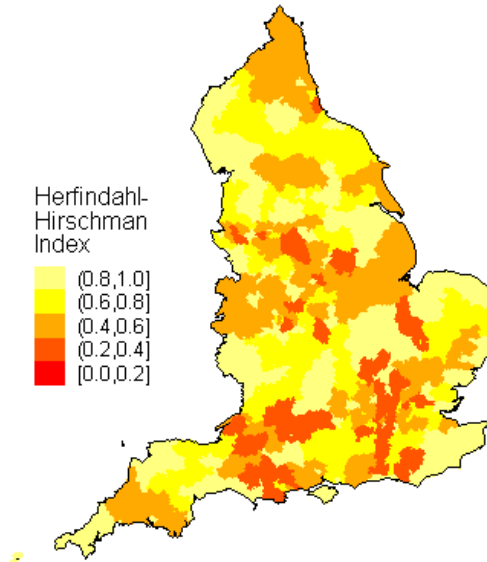 Herfindahl-
Hirschman
Index
(0.8,1.0]
(0.6,0.8]
(0.4,0.6]
(0.2,0.4]
[0.0,0.2]